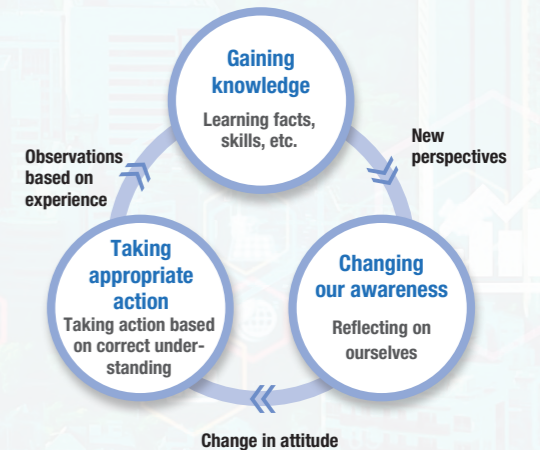 Gaining
knowledge
Learning facts,
skills, etc.
New
perspectives
Changing
our awareness
Reflecting on
ourselves
Change in attitude
Taking
appropriate
action
Taking action based
on correct under-
standing
Observations
based on
experience